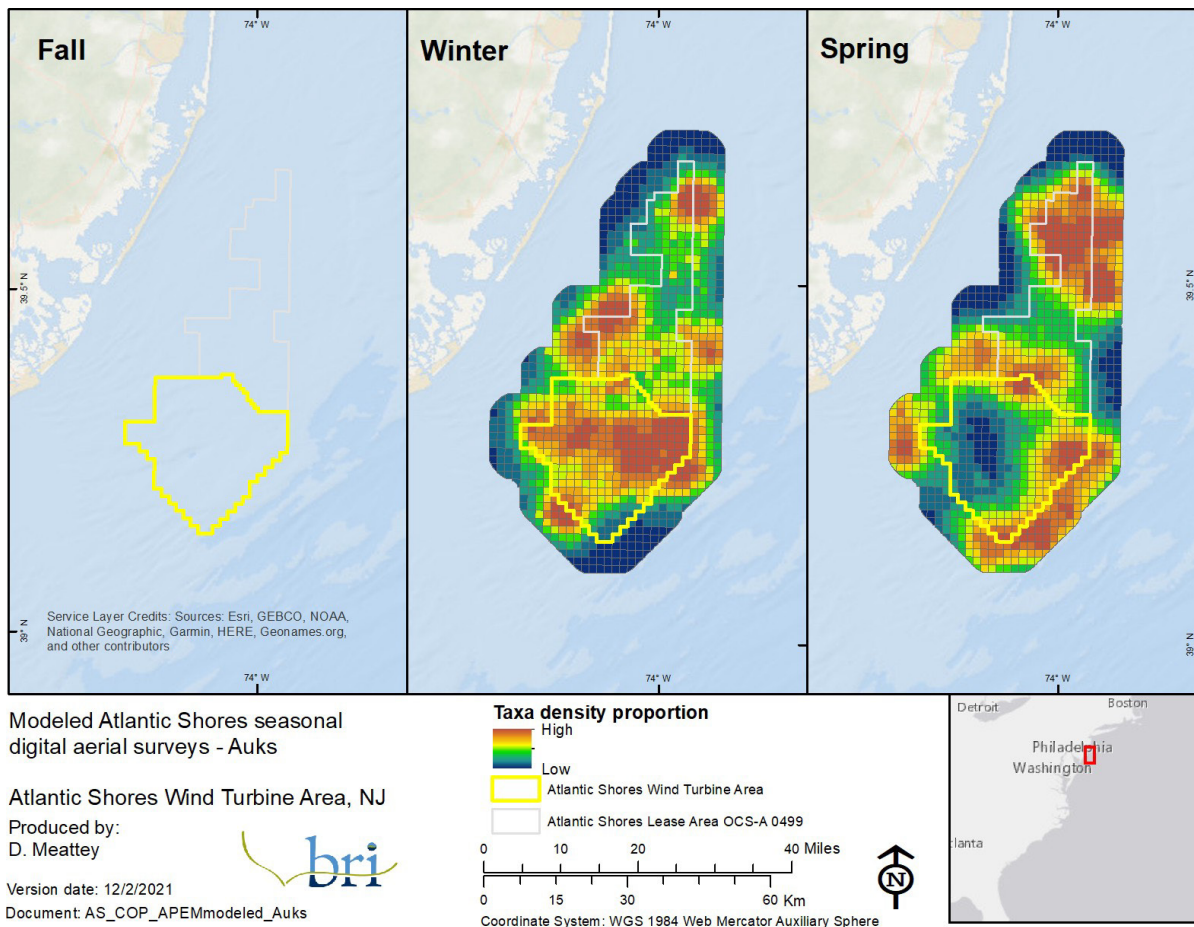 Fall
Winter
Spring
74° W
74° W
74° W
39.5° N
39.5° N
39° N
39° N
Service Layer Credits: Sources: Esri, GEBCO, NOAA,
National Geographic, Garmin, HERE, Geonames.org,
and other contributors
74° W
74° W
74° W
Modeled Atlantic Shores seasonal
digital aerial surveys - Auks
Atlantic Shores Wind Turbine Area, NJ
Produced by:
D. Meattey
bri
Version date: 12/2/2021
Document: AS_COP_APEMmodeled_Auks
Taxa density proportion
High
Low
Atlantic Shores Wind Turbine Area
Atlantic Shores Lease Area OCS-A 0499
0 10 20 40 Miles
0 15 30 60 Km
Coordinate System: WGS 1984 Web Mercator Auxiliary Sphere
N
Detroit
Boston
Philadelphia
Washington
tlanta